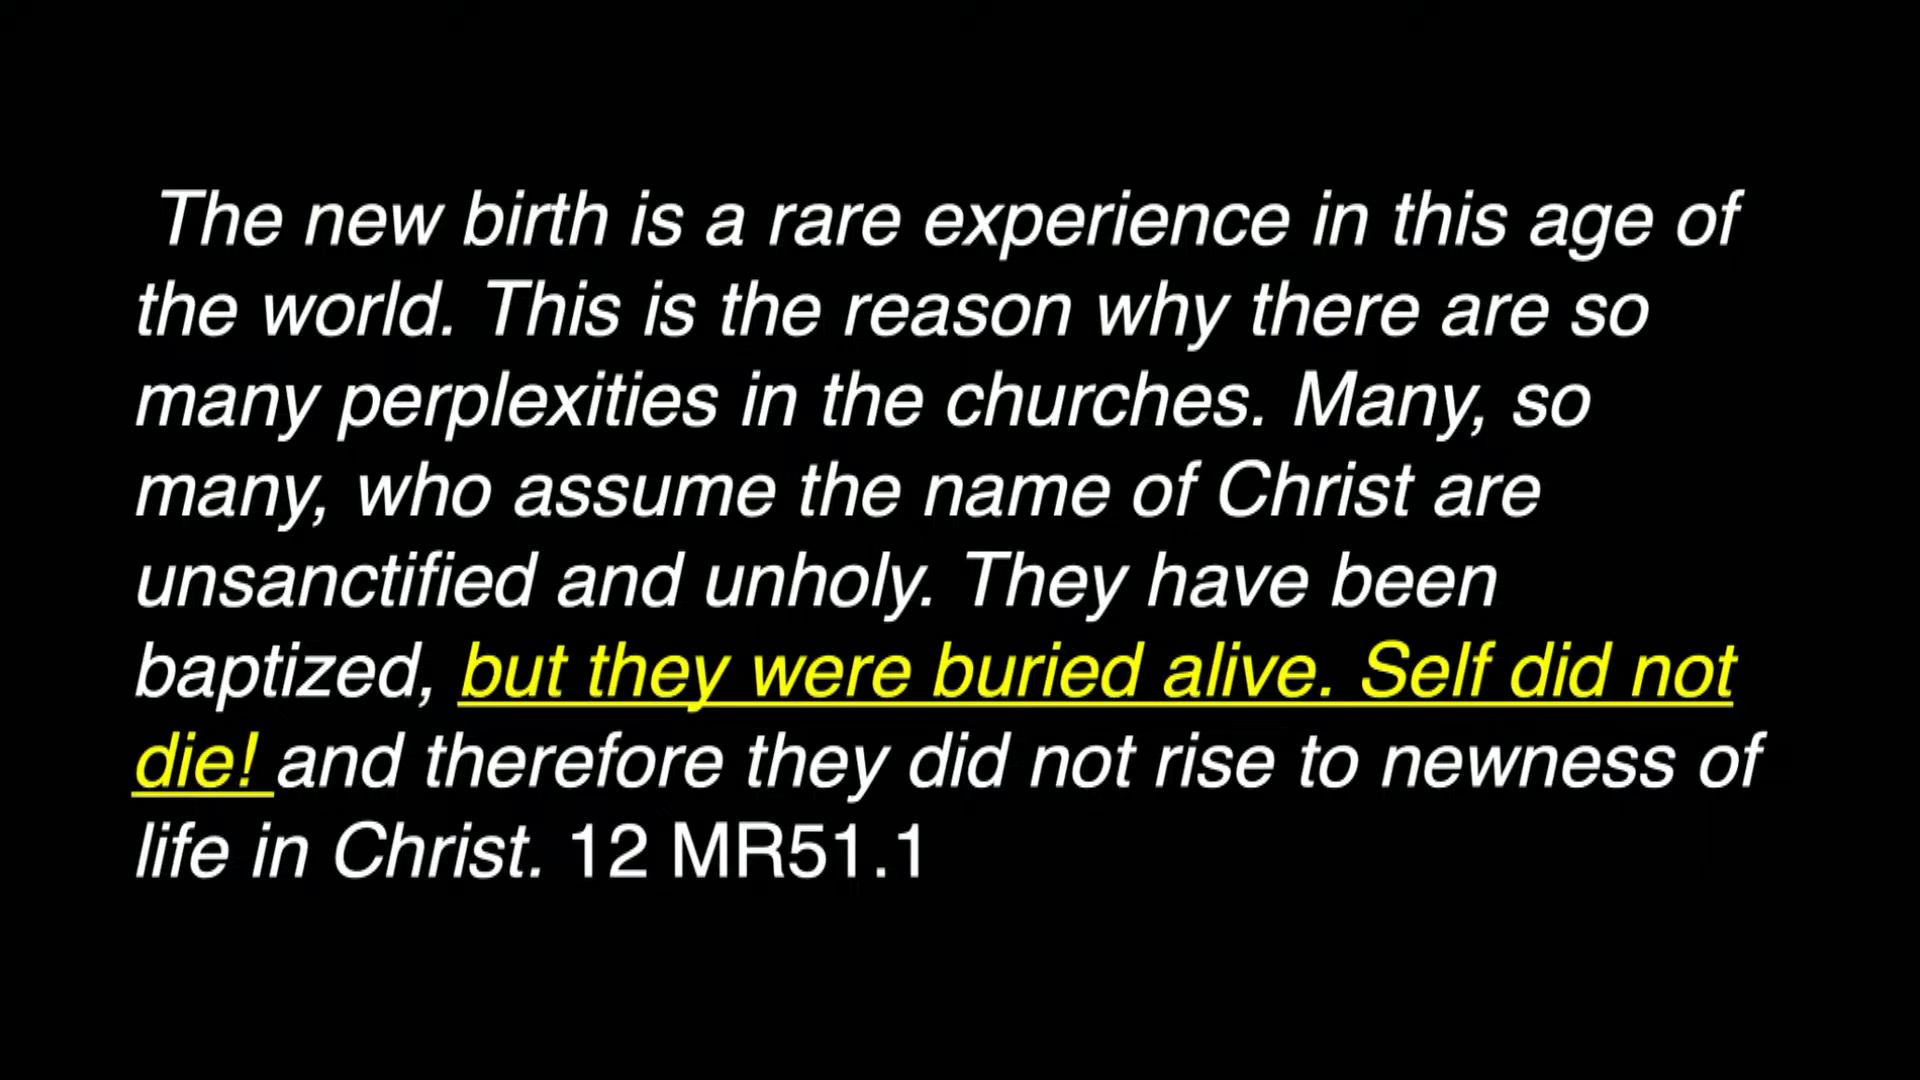 The new birth is a rare experience in this age of
the world. This is the reason why there are so
many perplexities in the churches. Many, so
many, who assume the name of Christ are
unsanctified and unholy. They have been
baptized, but they were buried alive. Self did not
die! and therefore they did not rise to newness of
life in Christ. 12 MR51.1